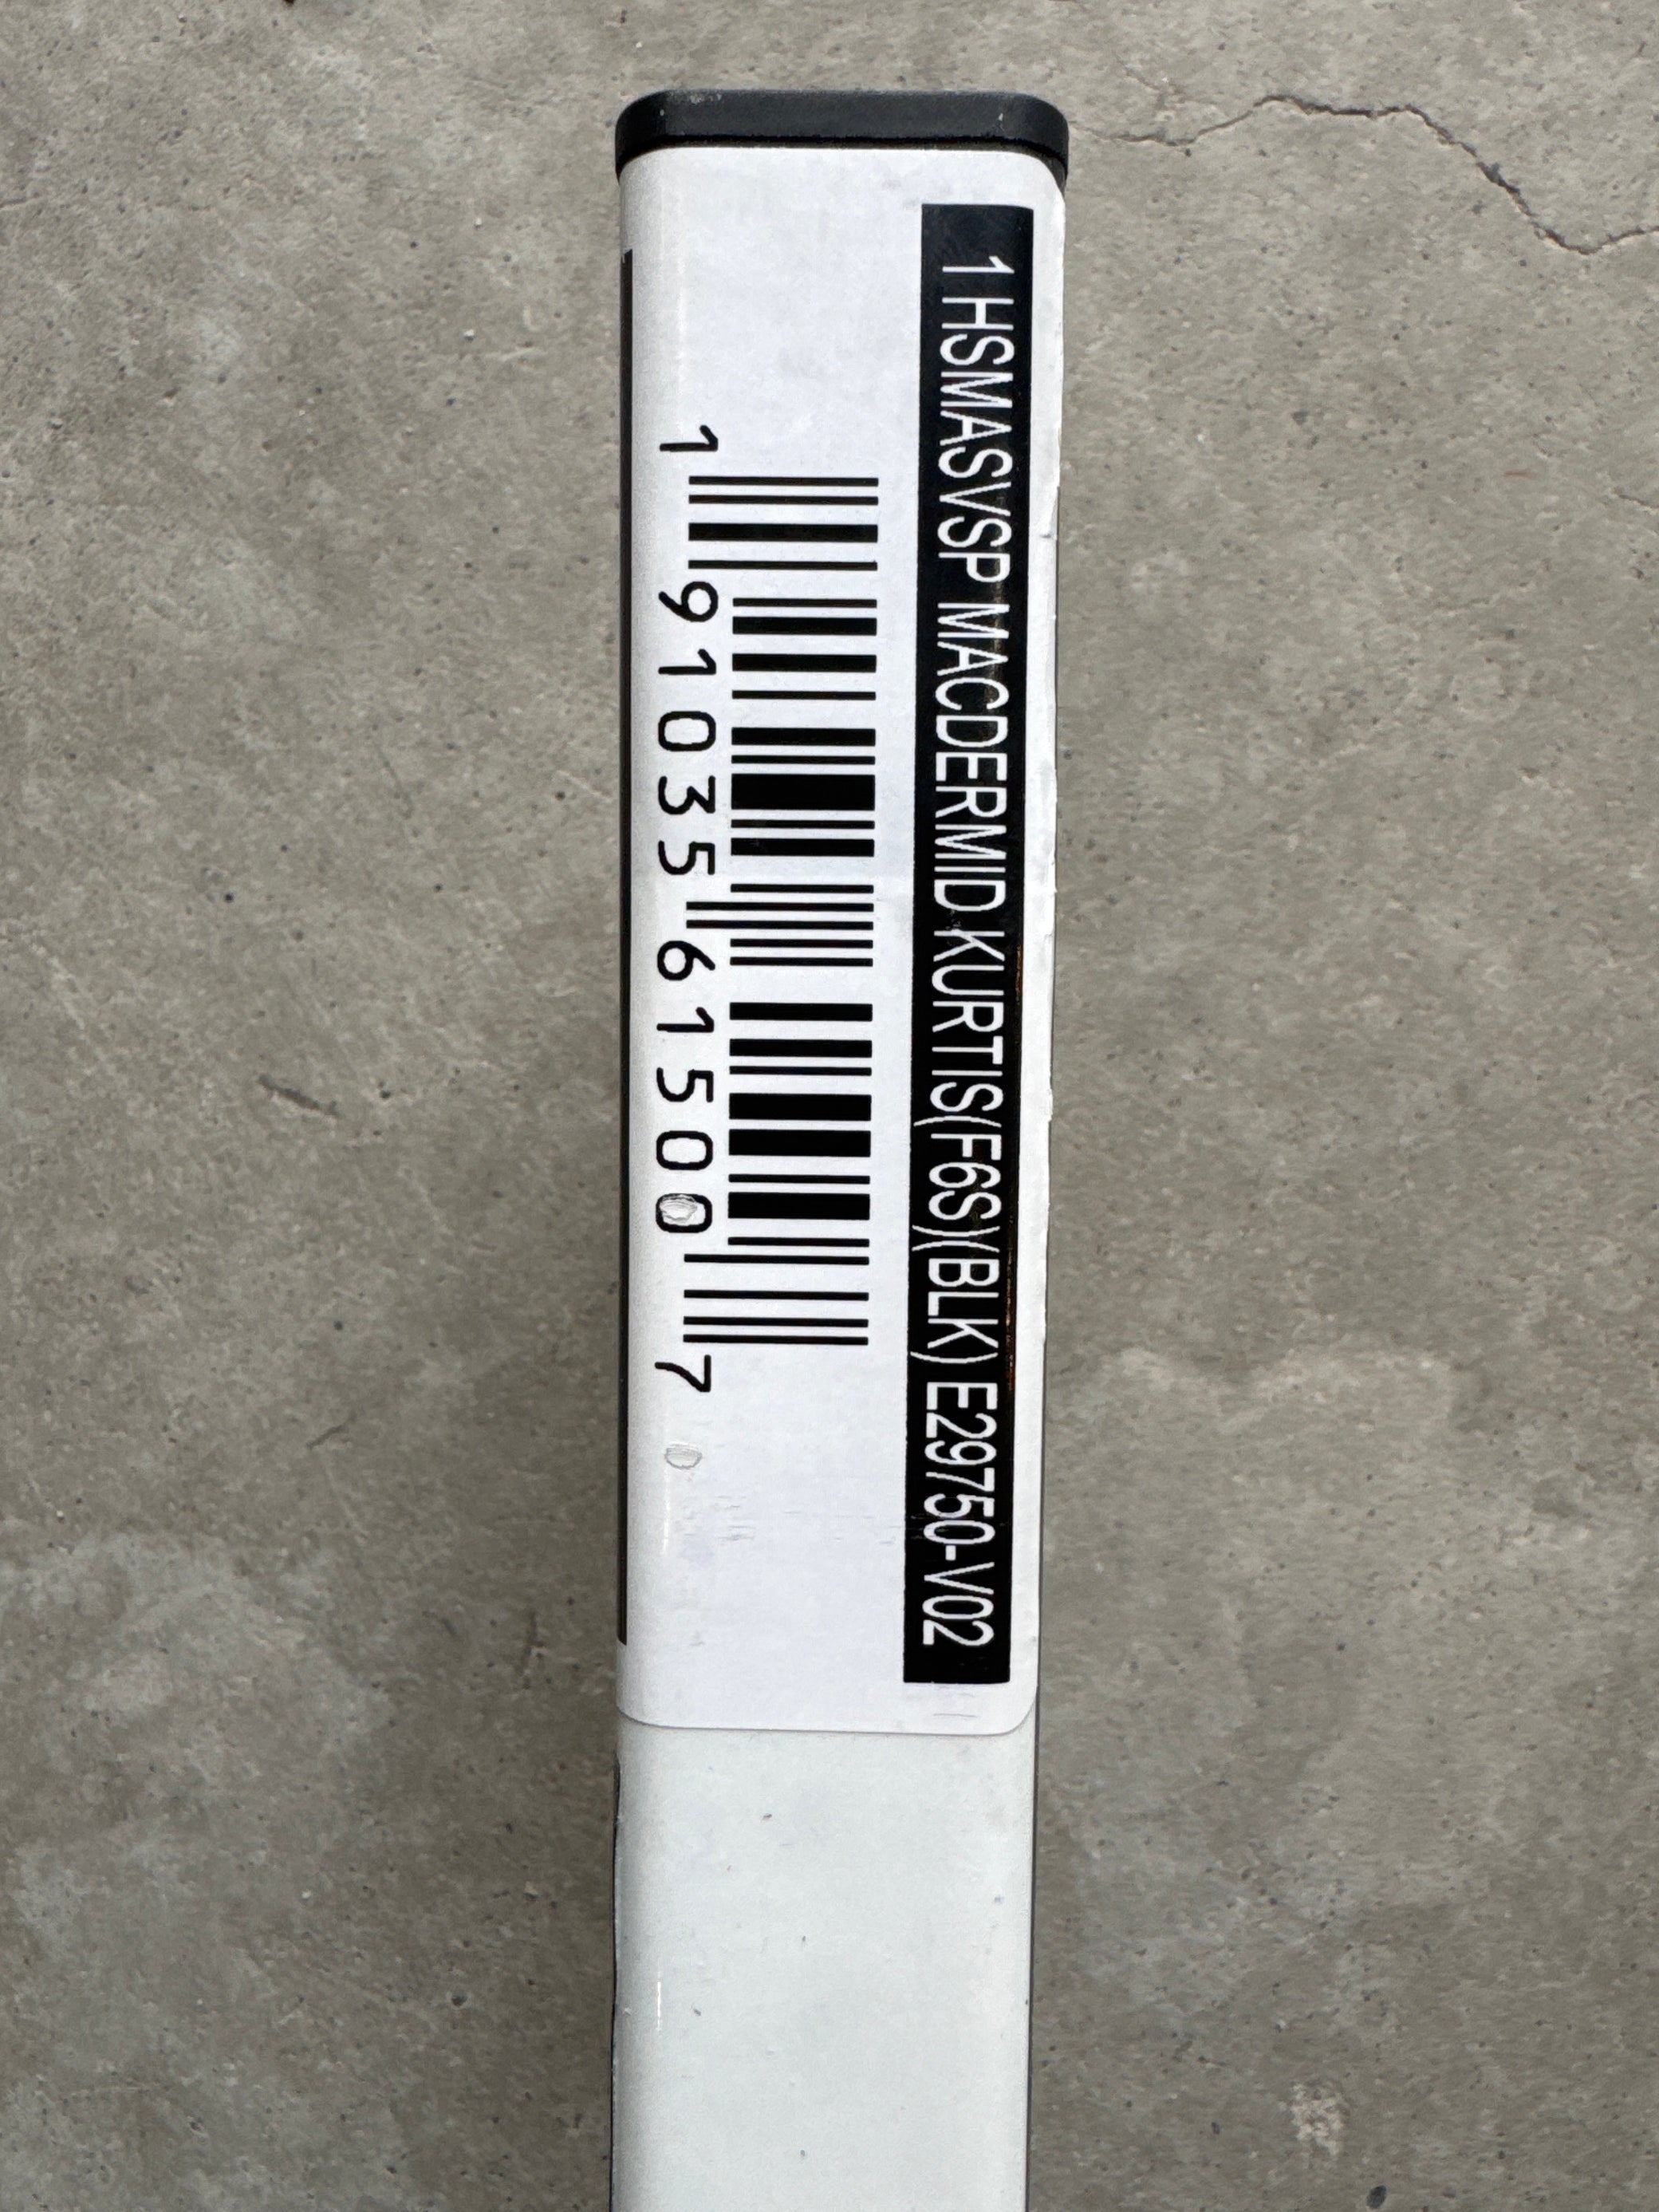 1 HSMASVSP MACDERMID KURTIS(F6S)(BLK) E29750-V02
1 91035 61500 7